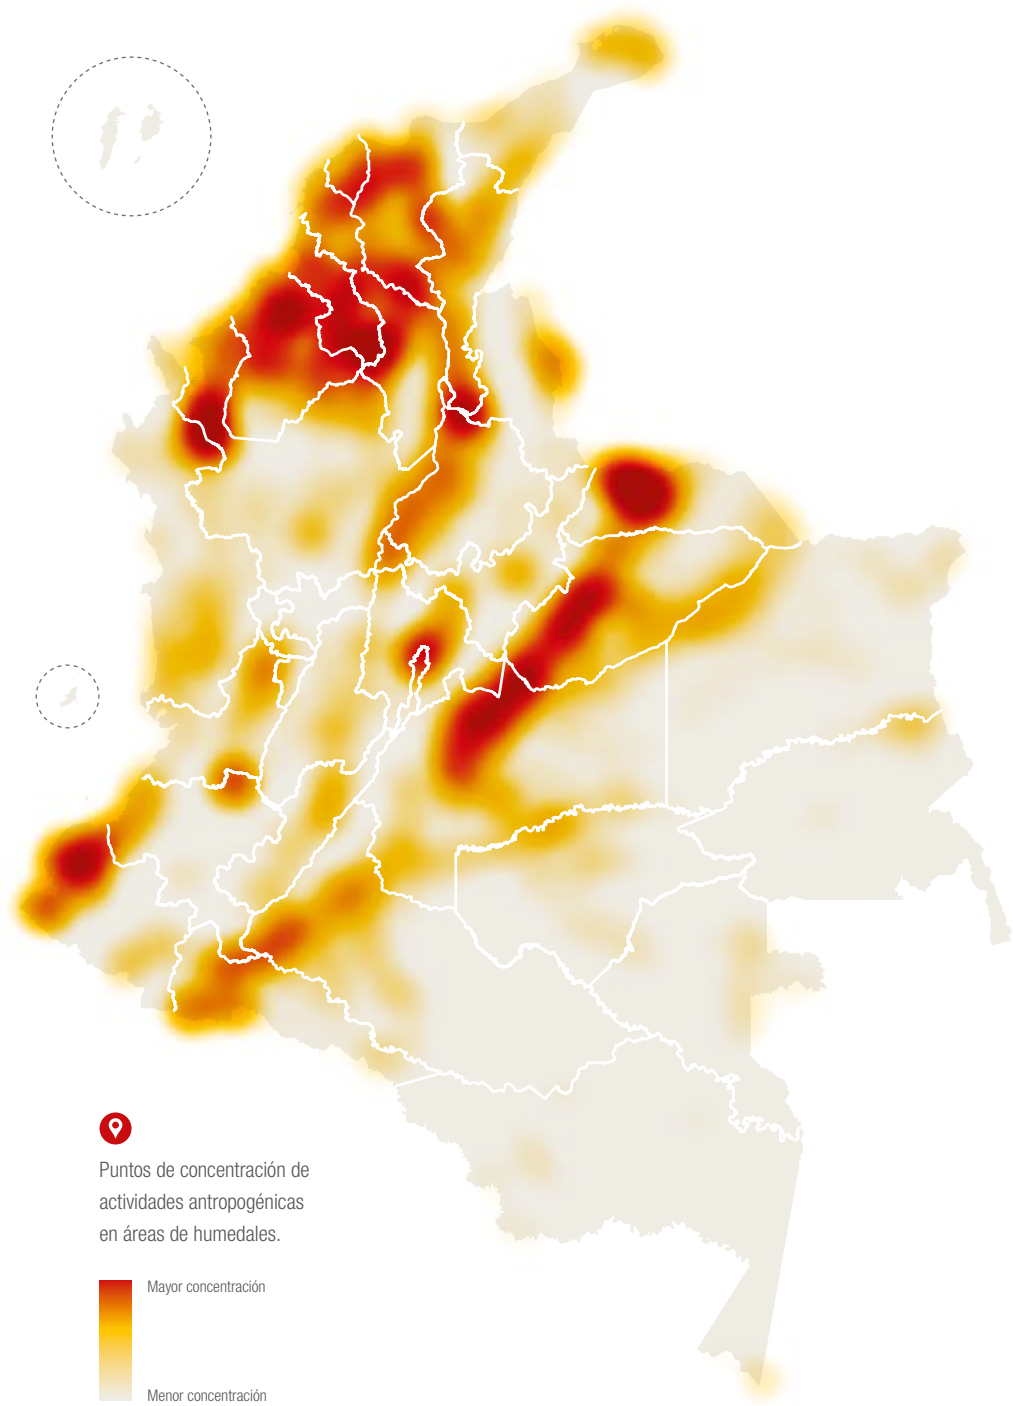 Puntos de concentración de
actividades antropogénicas
en áreas de humedales.
Mayor concentración
Menor concentración